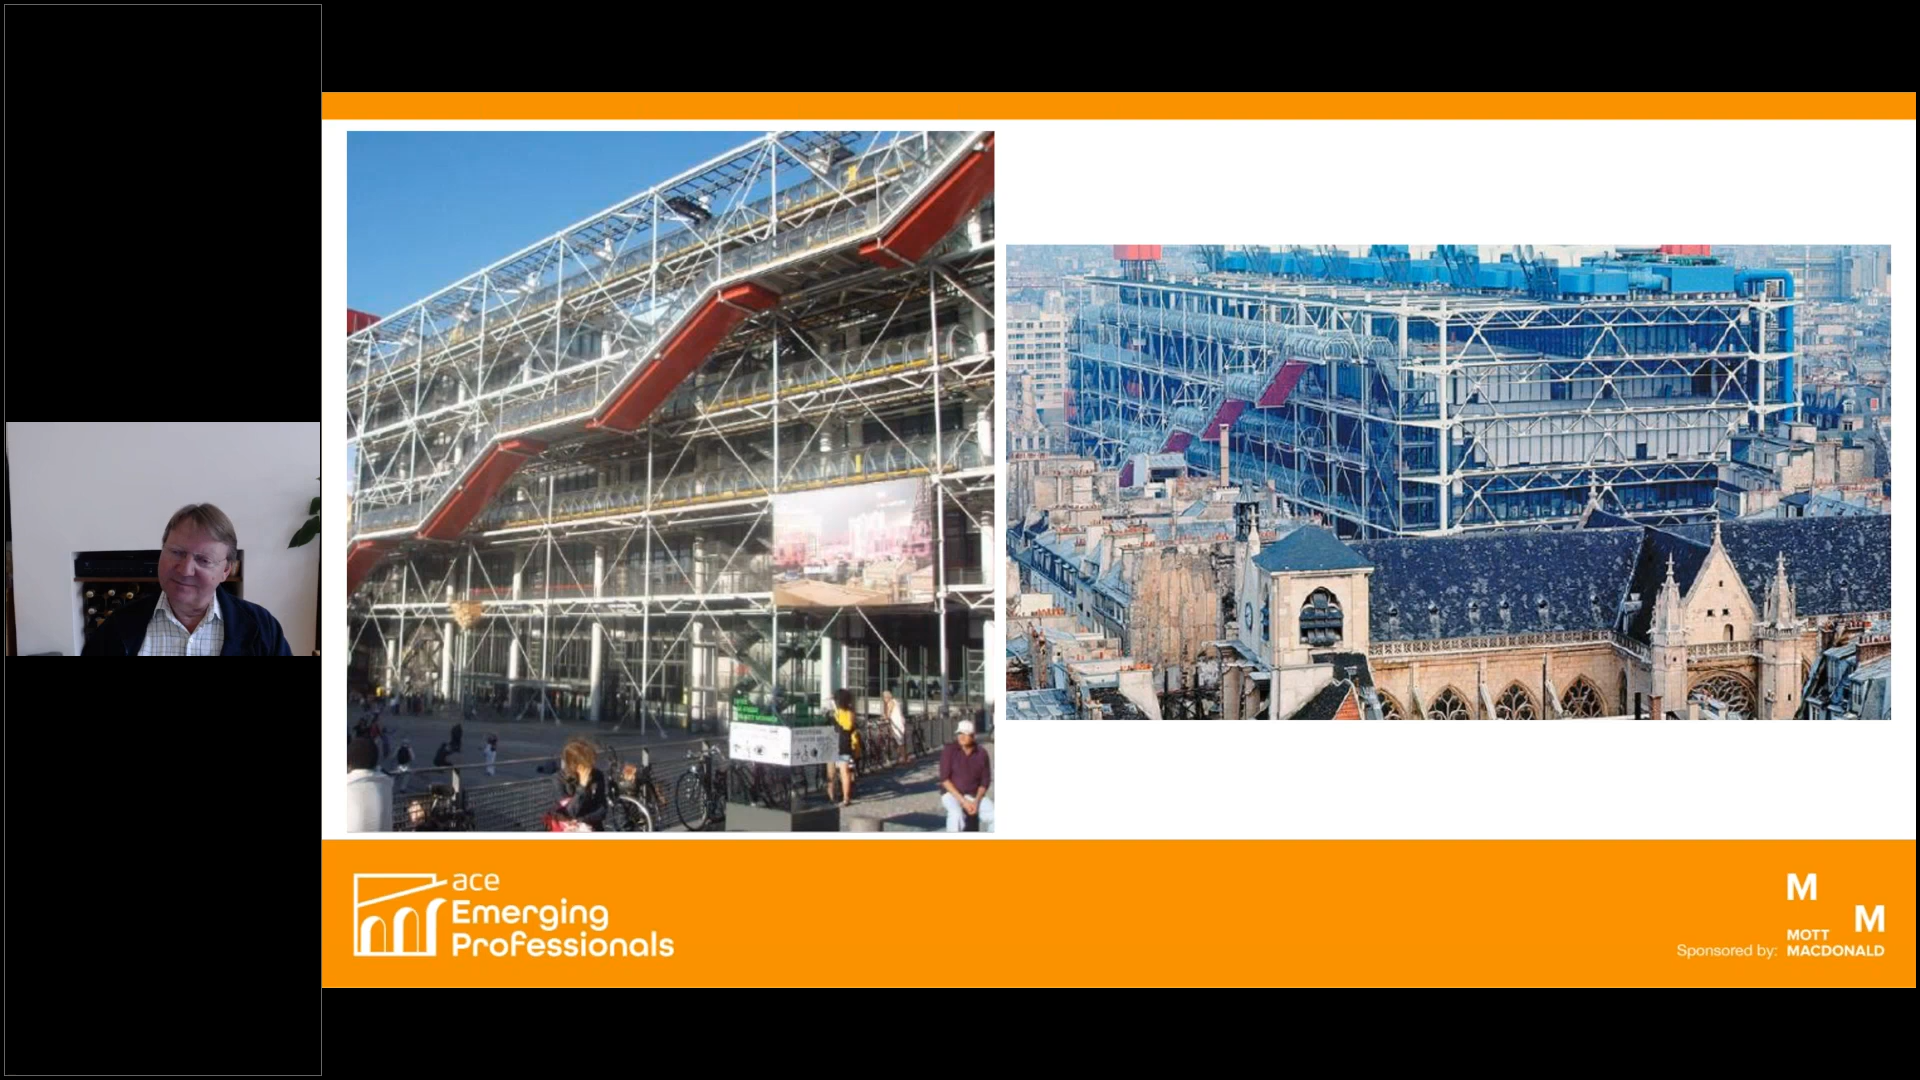 ace
Emerging
Professionals
M
M
Sponsored by:
MOTT
MACDONALD